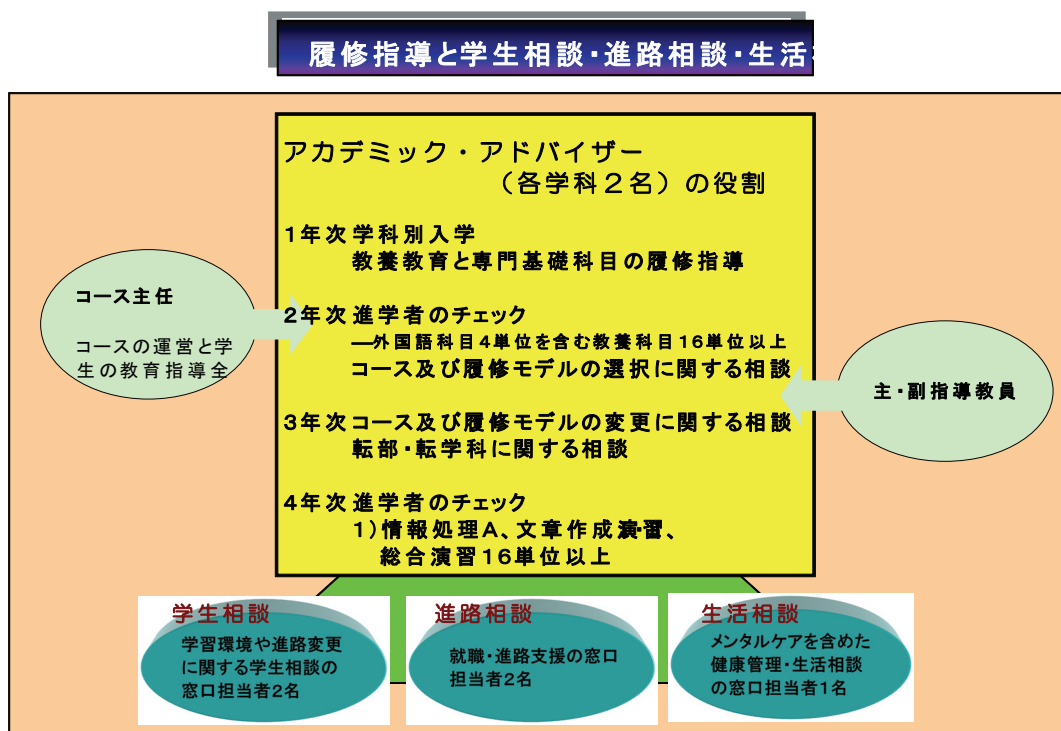 履修指導と学生相談・進路相談・生活
アカデミック・アドバイザー
（各学科２名）の役割
1年次学科別入学
教養教育と専門基礎科目の履修指導
2年次進学者のチェック
―外国語科目4単位を含む教養科目16単位以上
コース及び履修モデルの選択に関する相談
3年次コース及び履修モデルの変更に関する相談
転部・転学科に関する相談
4年次進学者のチェック
1）情報処理A、文章作成演習、
総合演習16単位以上
コース主任
コースの運営と学
生の教育指導全
主・副指導教員
学生相談
学習環境や進路変更
に関する学生相談の
窓口担当者2名
進路相談
就職・進路支援の窓口
担当者2名
生活相談
メンタルケアを含めた
健康管理・生活相談
の窓口担当者1名